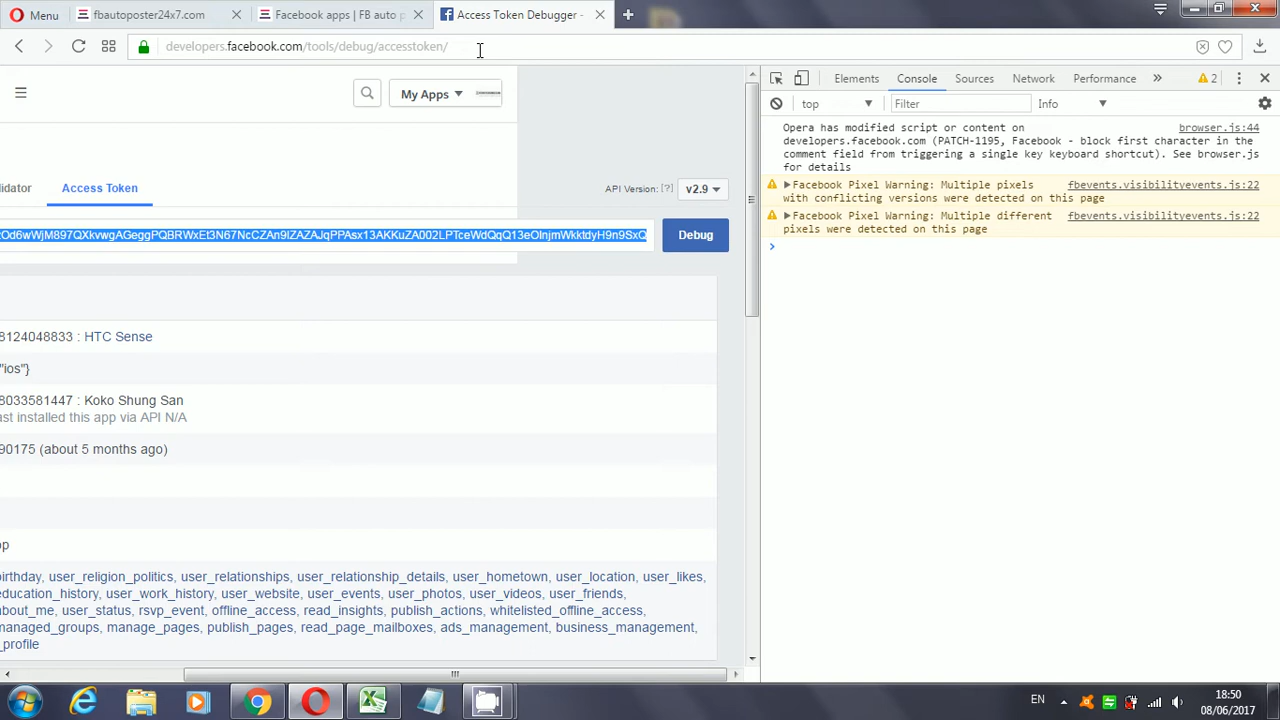 Menu
fbautoposter24x7.com
Facebook apps | FB auto p
Access Token Debugger -
developers.facebook.com/tools/debug/accesstoken/
My Apps
Elements Console Sources Network Performance » 2
top Filter Info
Opera has modified script or content on browser.js:44
developers.facebook.com (PATCH-1195, Facebook - block first character in the
comment field from triggering a single key keyboard shortcut). See browser.js
for details
Facebook Pixel Warning: Multiple pixels fbevents.visibilityevents.js:22
with conflicting versions were detected on this page
Facebook Pixel Warning: Multiple different fbevents.visibilityevents.js:22
pixels were detected on this page
lidator Access Token API Version: [?] v2.9
Debug
8124048833 : HTC Sense
"ios"}
8033581447 : Koko Shung San
ast installed this app via API N/A
90175 (about 5 months ago)
op
birthday, user_religion_politics, user_relationships, user_relationship_details, user_hometown, user_location, user_likes,
education_history, user_work_history, user_website, user_events, user_photos, user_videos, user_friends,
about_me, user_status, rsvp_event, offline_access, read_insights, publish_actions, whitelisted_offline_access,
managed_groups, manage_pages, publish_pages, read_page_mailboxes, ads_management, business_management,
_profile
EN
18:50
08/06/2017